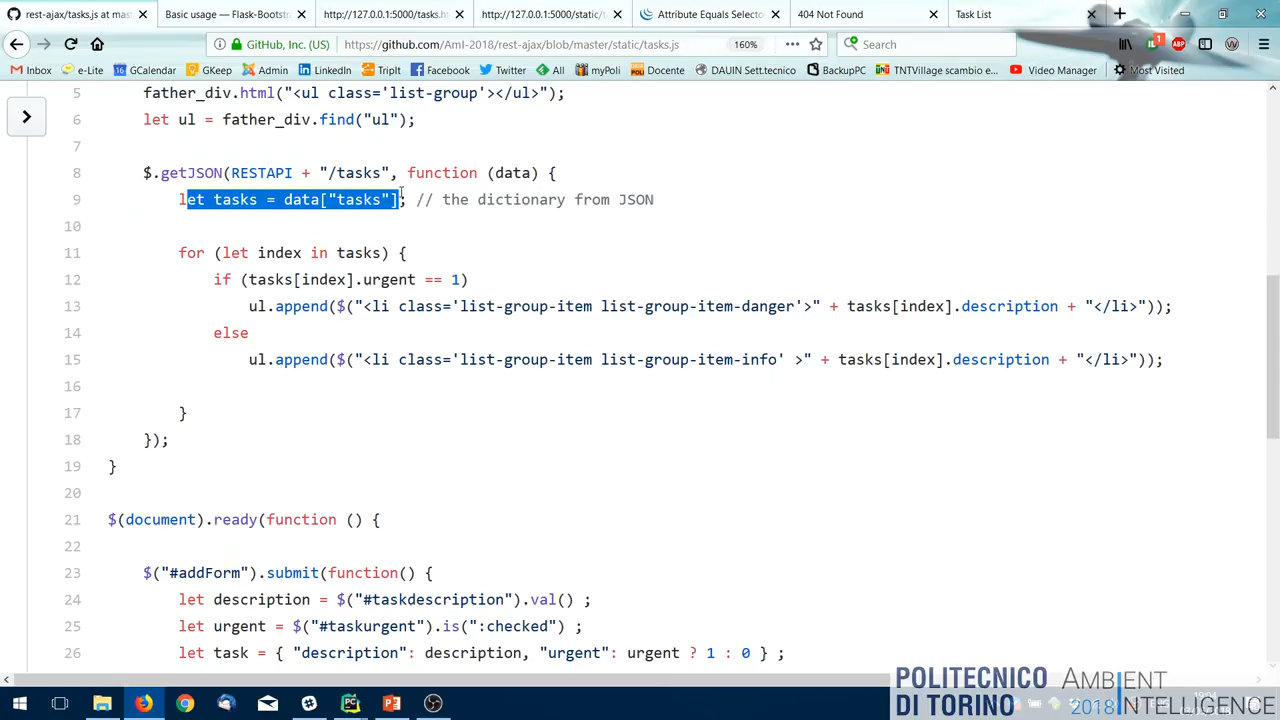 rest-ajax/tasks.js at mast
Basic usage — Flask-Bootstr
http://127.0.0.1:5000/tasks.ht
http://127.0.0.1:5000/static/
Attribute Equals Selecto
404 Not Found
Task List
GitHub, Inc. (US)
https://github.com/AmI-2018/rest-ajax/blob/master/static/tasks.js
160%
Search
Inbox
e-Lite
GCalendar
GKeep
Admin
LinkedIn
TripIt
Facebook
Twitter
All
myPoli
Docente
DAUIN Sett.tecnico
BackupPC
TNTVillage scambio e...
Video Manager
Most Visited
5 father_div.html("<ul class='list-group'></ul>");
6 let ul = father_div.find("ul");
7
8 $.getJSON(RESTAPI + "/tasks", function (data) {
9 let tasks = data["tasks"]; // the dictionary from JSON
10
11 for (let index in tasks) {
12 if (tasks[index].urgent == 1)
13 ul.append($("<li class='list-group-item list-group-item-danger'>" + tasks[index].description + "</li>"));
14 else
15 ul.append($("<li class='list-group-item list-group-item-info' >" + tasks[index].description + "</li>"));
16
17 }
18 });
19 }
20
21 $(document).ready(function () {
22
23 $("#addForm").submit(function() {
24 let description = $("#taskdescription").val() ;
25 let urgent = $("#taskurgent").is(":checked") ;
26 let task = { "description": description, "urgent": urgent ? 1 : 0 } ;
POLITECNICO
DI TORINO
AMBIENT
2018 INTELLIGENCE